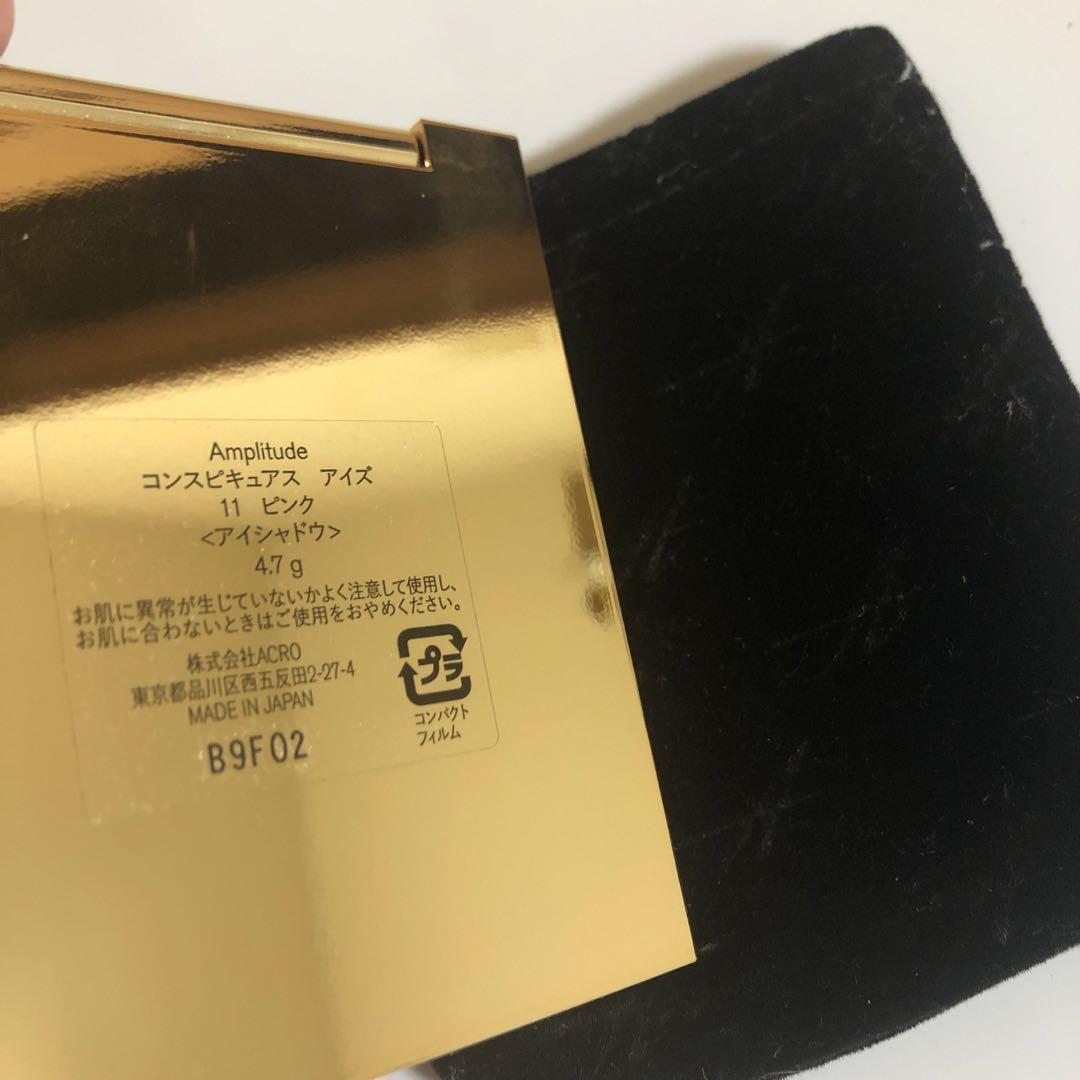 Amplitude
コンスピキュアス　アイズ
11　ピンク
<アイシャドウ>
4.7 g
お肌に異常が生じていないかよく注意して使用し、
お肌に合わないときはご使用をおやめください。
株式会社ACRO
東京都品川区西五反田2-27-4
MADE IN JAPAN
B9F02
プラ
コンパクト
フィルム